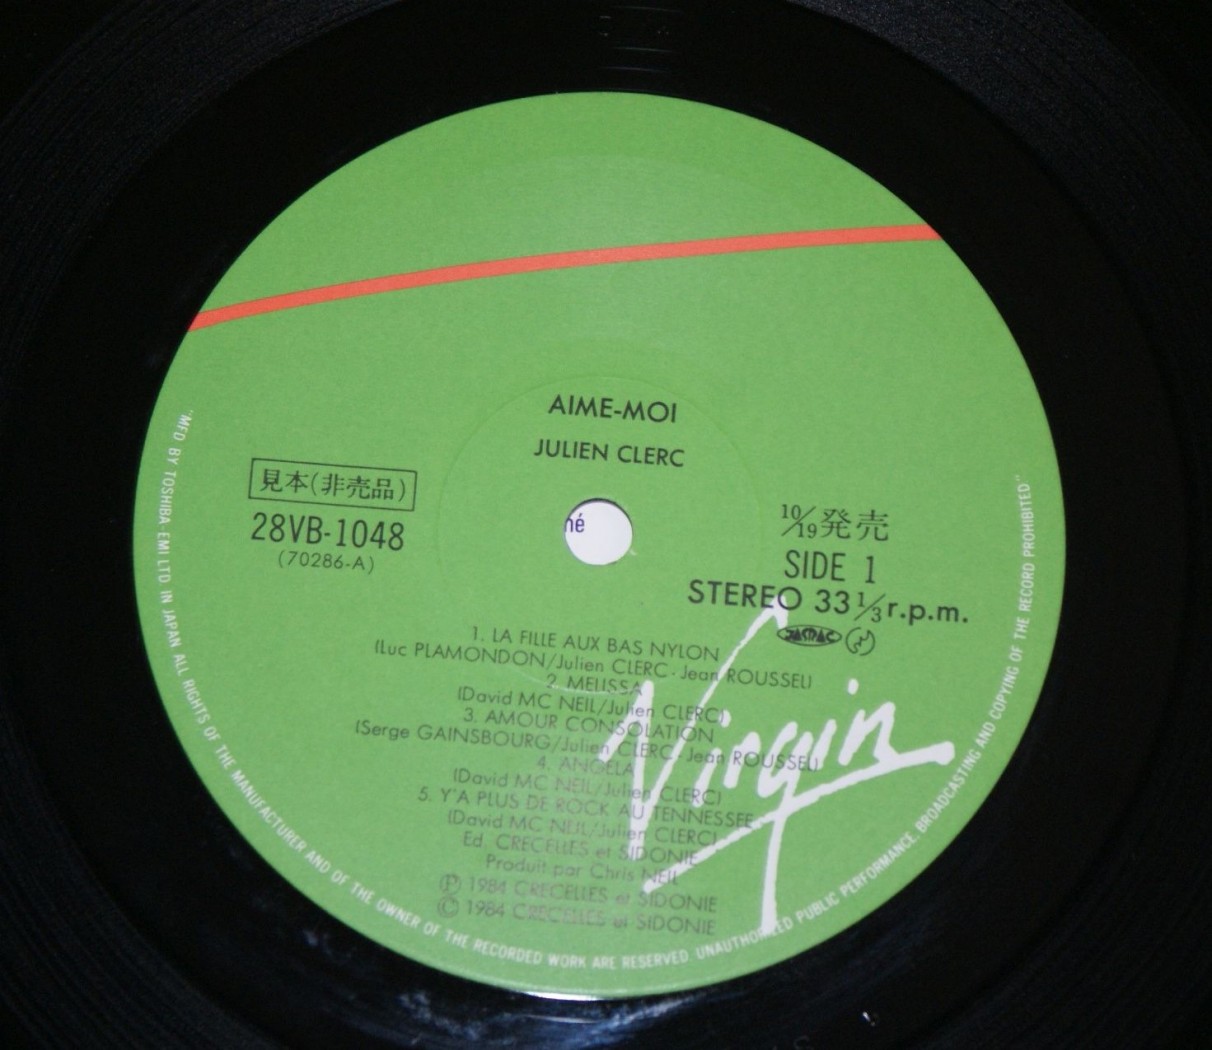 AIME-MOI
JULIEN CLERC
見本(非売品)
28VB-1048
(70286-A)
né
10/19発売
SIDE 1
STEREO 33 1/3 r.p.m.
1. LA FILLE AUX BAS NYLON
(Luc PLAMONDON/Julien CLERC·Jean ROUSSEL)
2. MELISSA
(David MC NEIL/Julien CLERC)
3. AMOUR CONSOLATION
(Serge GAINSBOURG/Julien CLERC·Jean ROUSSEL)
4. ANGELA
(David MC NEIL/Julien CLERC)
5. Y'A PLUS DE ROCK AU TENNESSEE
(David MC NEIL/Julien CLERC)
Ed. CRECELLES et SIDONIE
Produit par Chris NEIL
Ⓟ 1984 CRECELLES et SIDONIE
© 1984 CRECELLES et SIDONIE
Virgin
"MFD BY TOSHIBA EMI LTD IN JAPAN ALL RIGHTS OF THE MANUFACTURER AND OF THE OWNER OF THE RECORDED WORK ARE RESERVED. UNAUTHORIZED PUBLIC PERFORMANCE, BROADCASTING AND COPYING OF THE RECORD PROHIBITED"